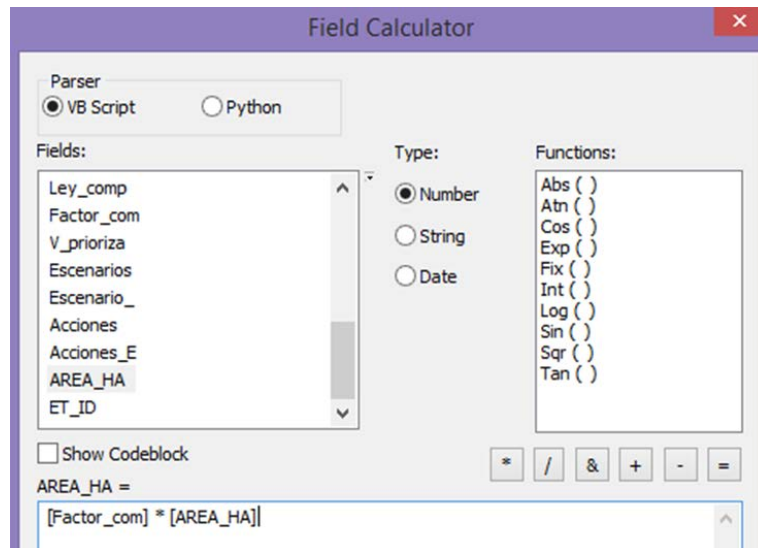 Field Calculator
Parser
VB Script
Python
Fields:
Type:
Functions:
Ley_comp
Factor_com
V_prioriza
Escenarios
Escenario_
Acciones
Acciones_E
AREA_HA
ET_ID
Number
String
Date
Abs ( )
Atn ( )
Cos ( )
Exp ( )
Fix ( )
Int ( )
Log ( )
Sin ( )
Sqr ( )
Tan ( )
Show Codeblock
* / & + - =
AREA_HA =
[Factor_com] * [AREA_HA]